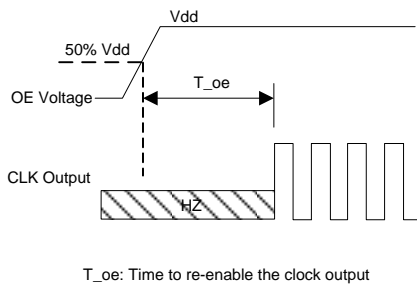 Vdd
50% Vdd
T_oe
OE Voltage
CLK Output
HZ
T_oe: Time to re-enable the clock output